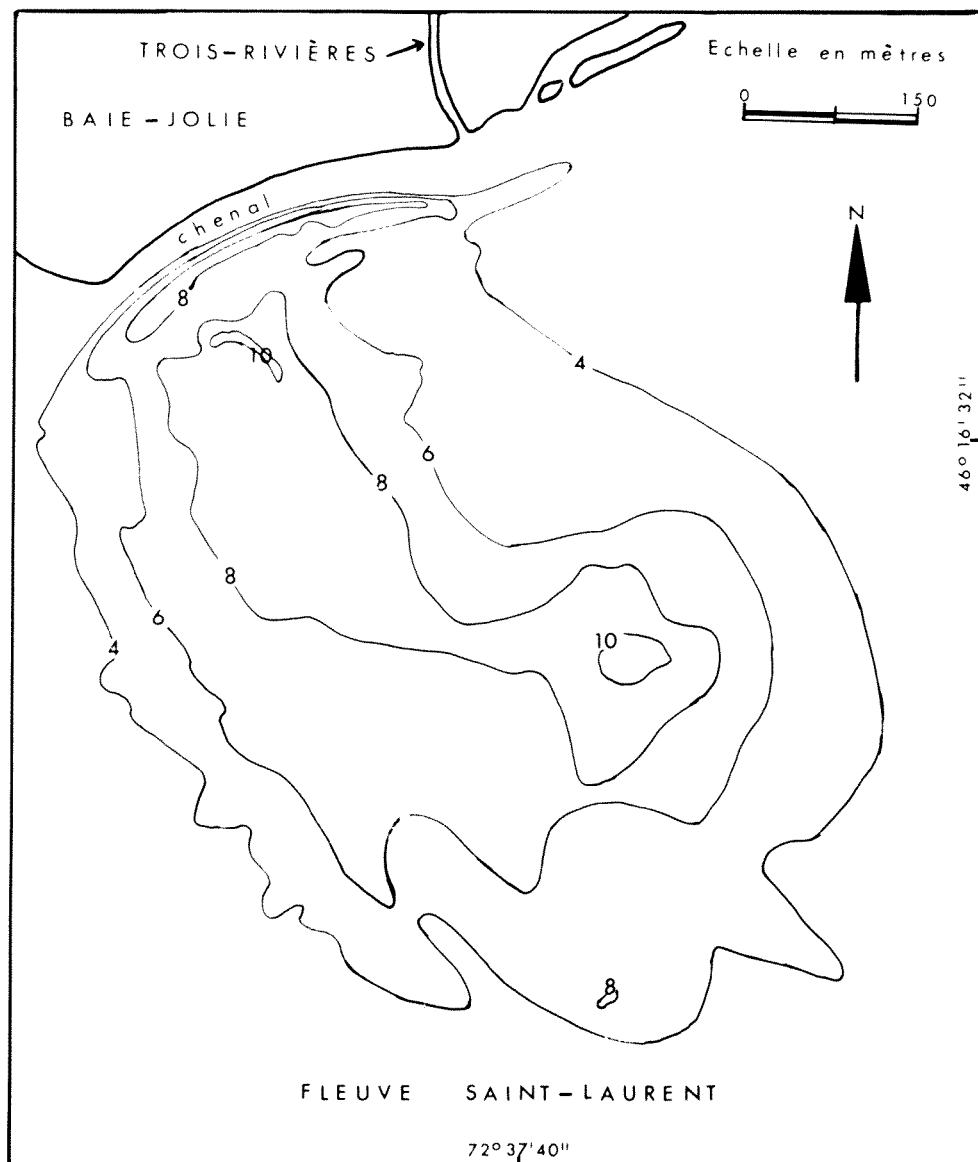 TROIS-RIVIÈRES
Echelle en mètres
0 150
BAIE-JOLIE
chenal
N
8
10
4
46° 16' 32"
6
8
8
6
4
10
8
FLEUVE SAINT-LAURENT
72° 37' 40"